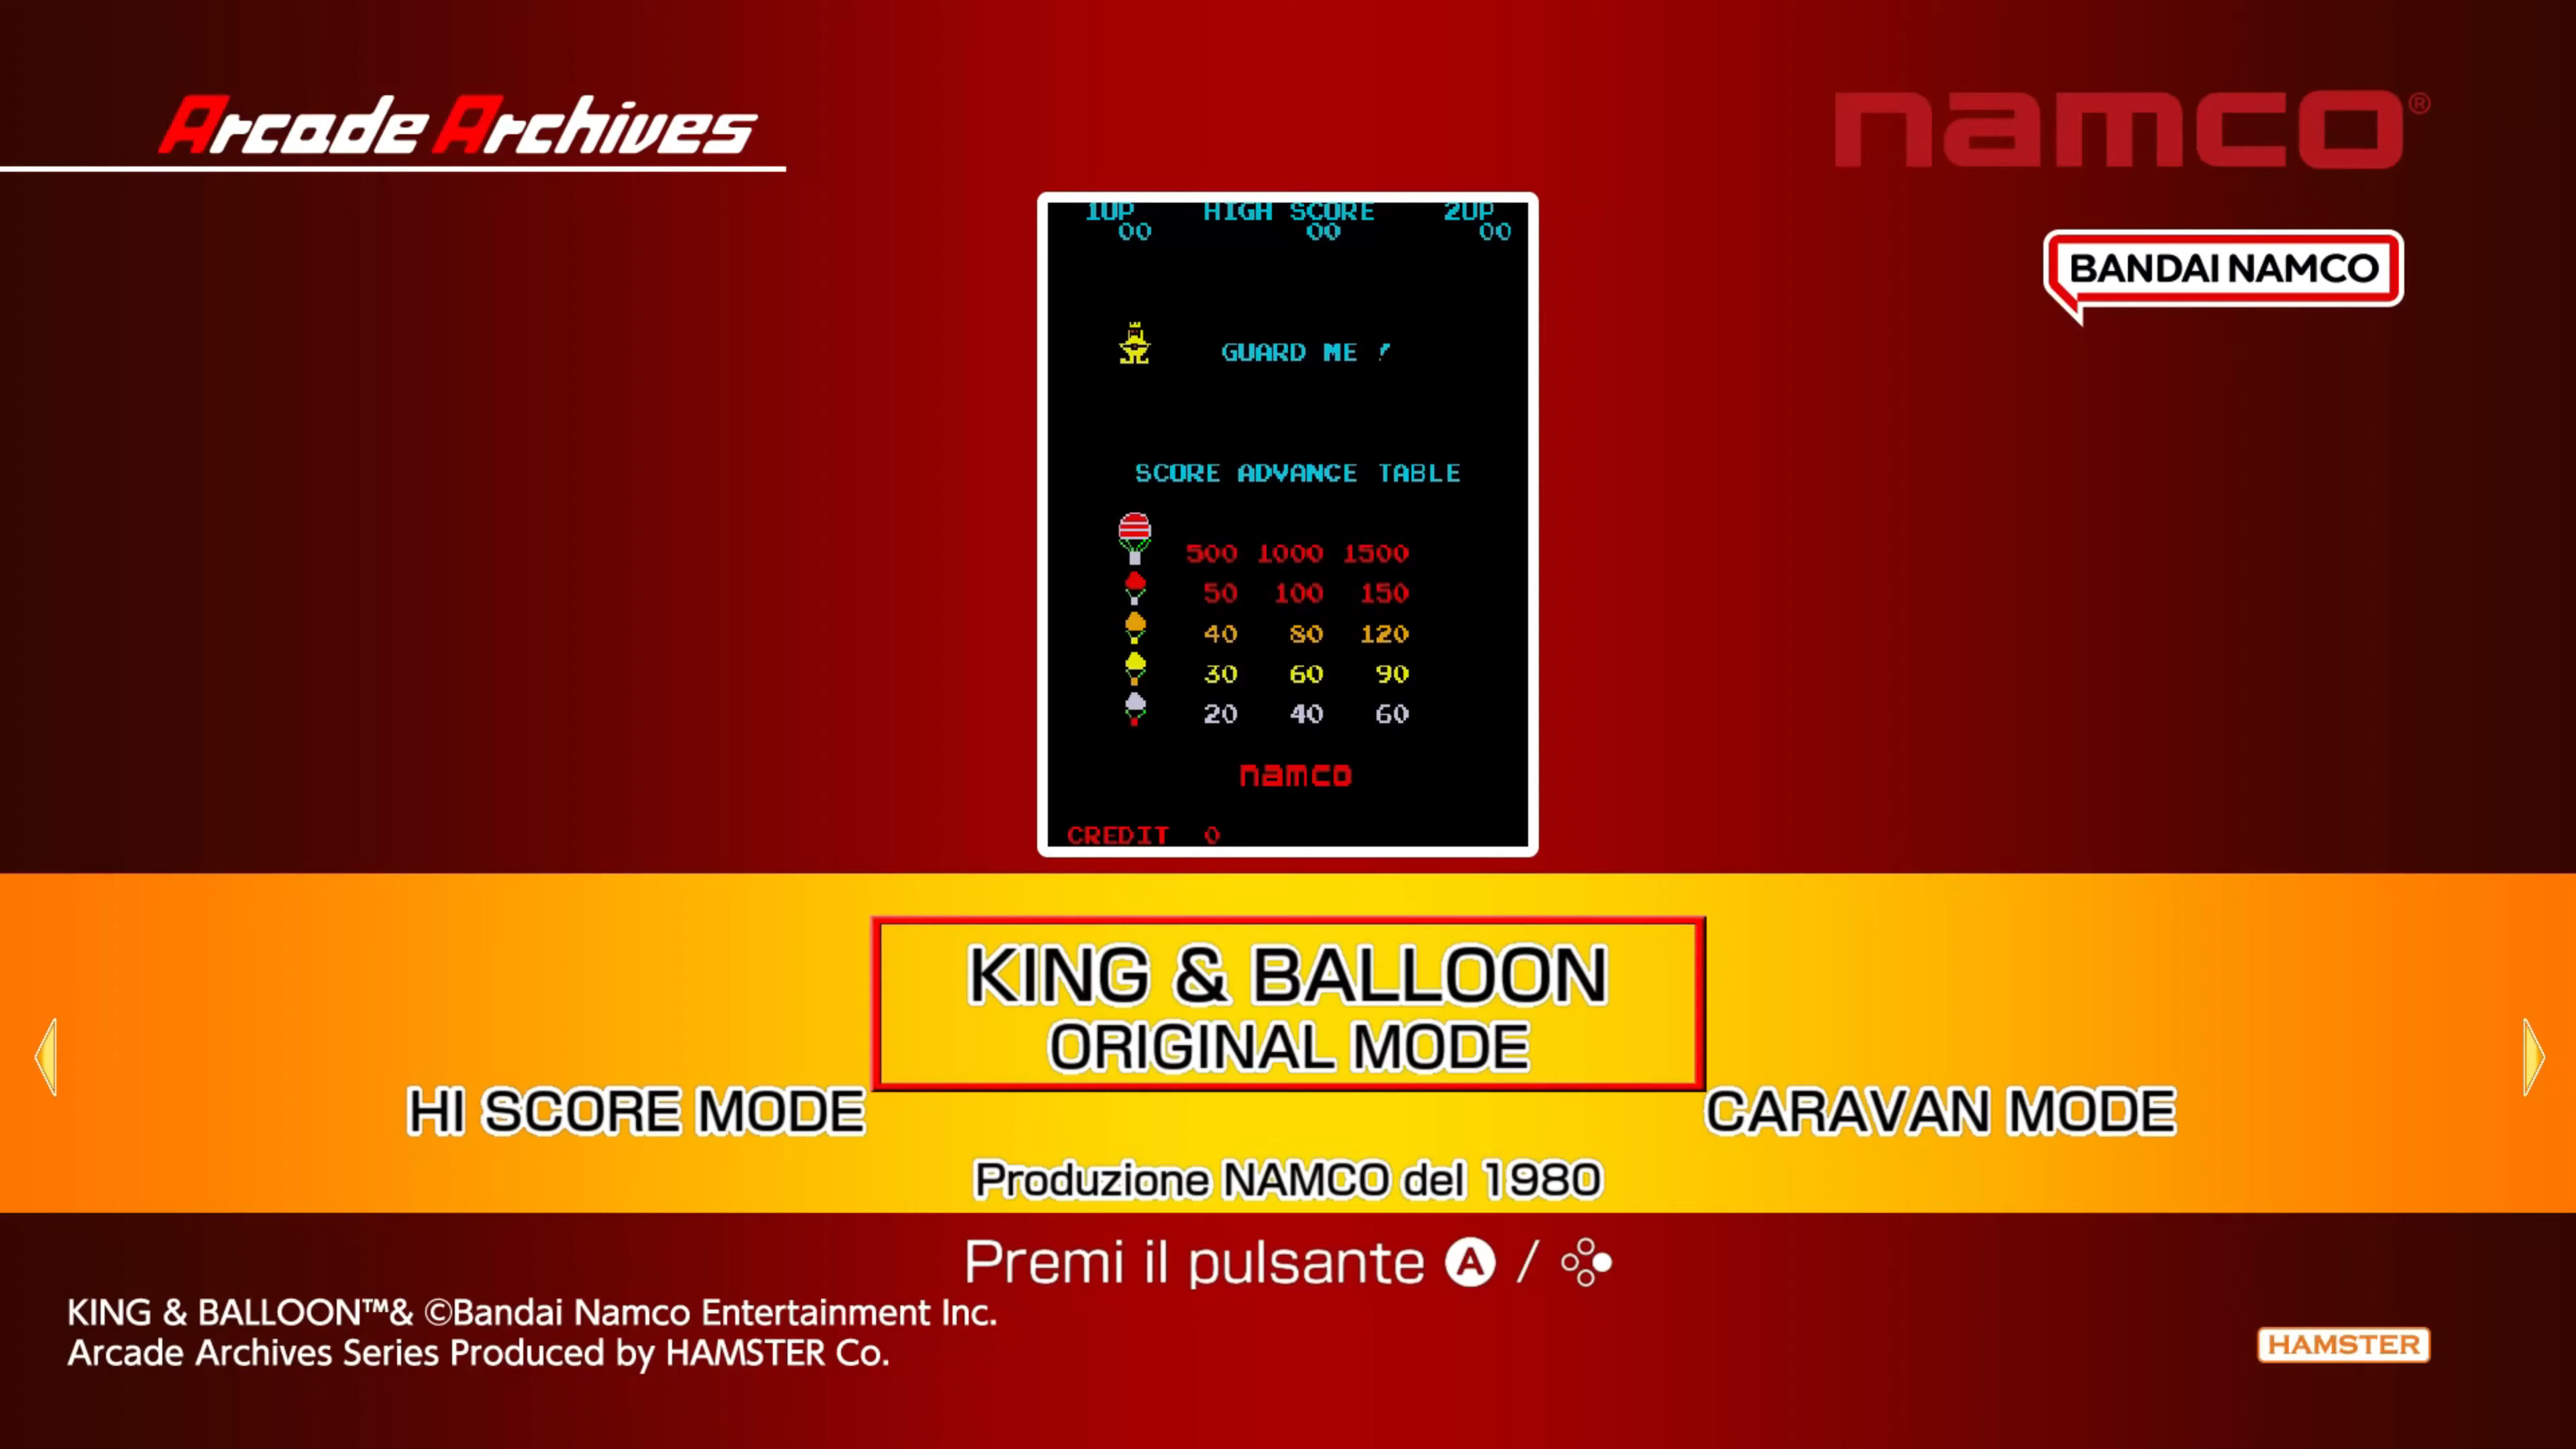 Arcade Archives
namco®
BANDAI NAMCO
1UP HIGH SCORE 2UP
00 00 00
GUARD ME !
SCORE ADVANCE TABLE
500 1000 1500
50 100 150
40 80 120
30 60 90
20 40 60
namco
CREDIT 0
KING & BALLOON
ORIGINAL MODE
HI SCORE MODE
CARAVAN MODE
Produzione NAMCO del 1980
Premi il pulsante A /
KING & BALLOON™& ©Bandai Namco Entertainment Inc.
Arcade Archives Series Produced by HAMSTER Co.
HAMSTER